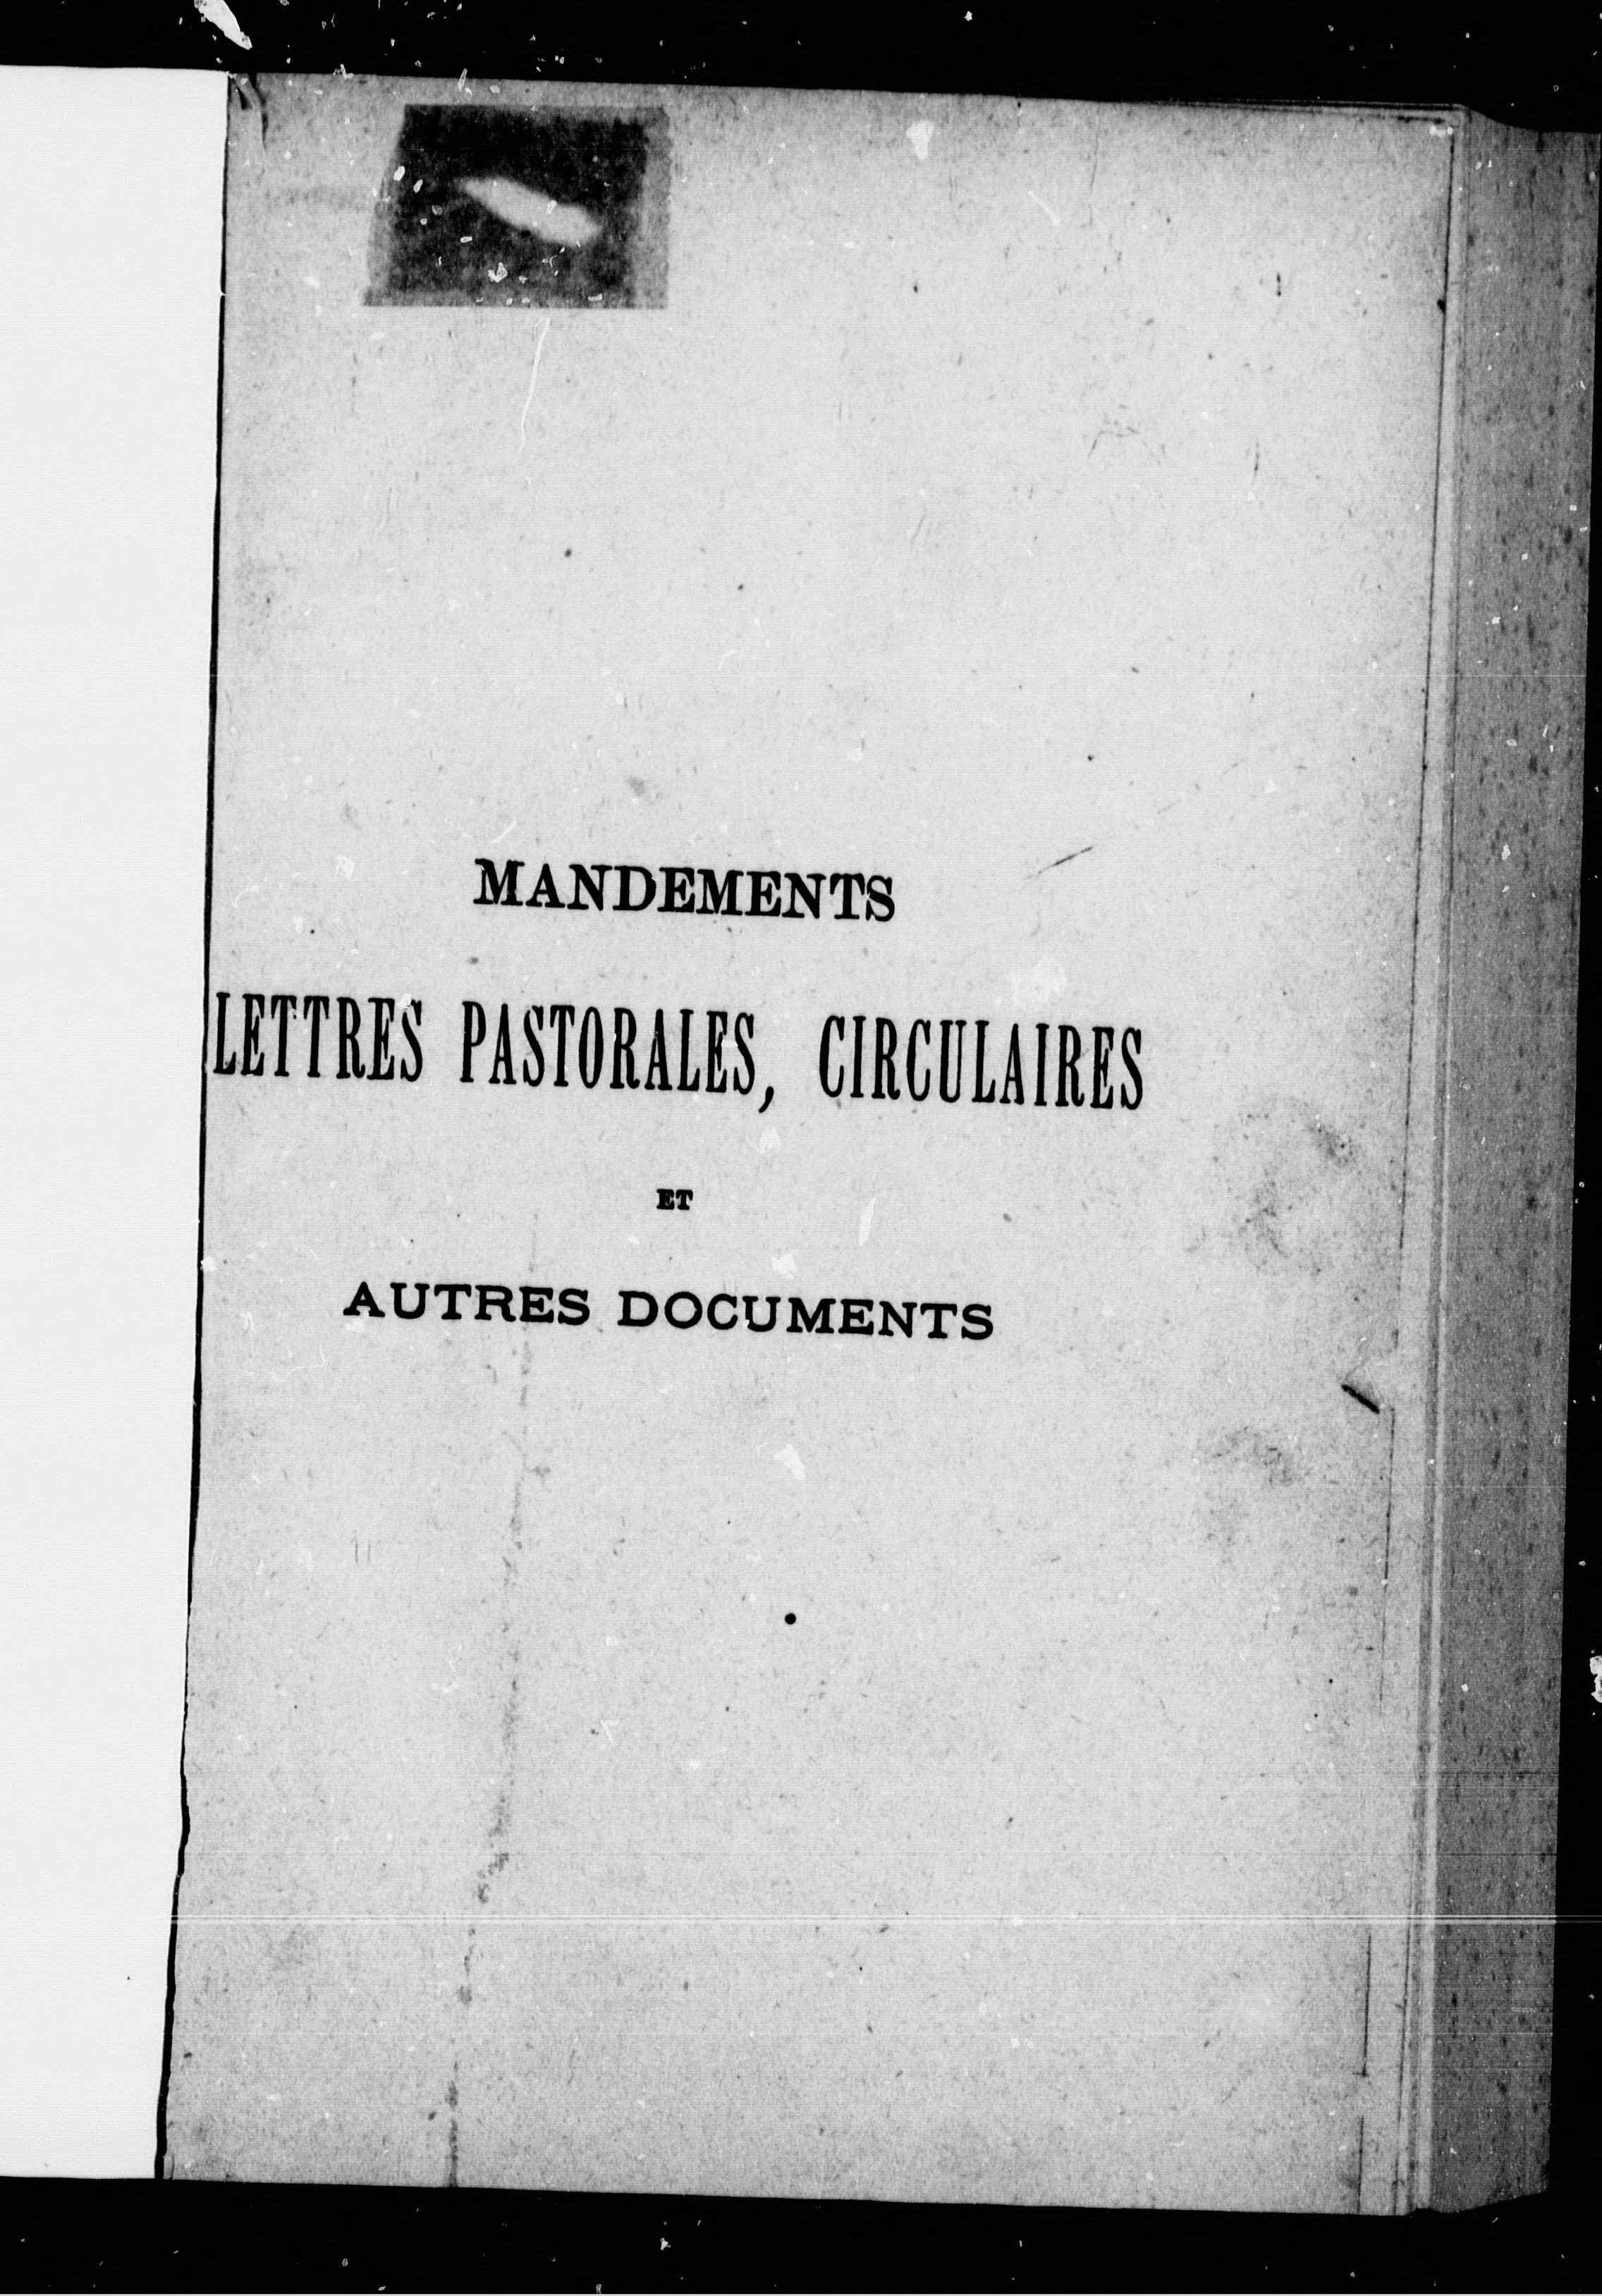 MANDEMENTS
LETTRES PASTORALES, CIRCULAIRES
ET
AUTRES DOCUMENTS